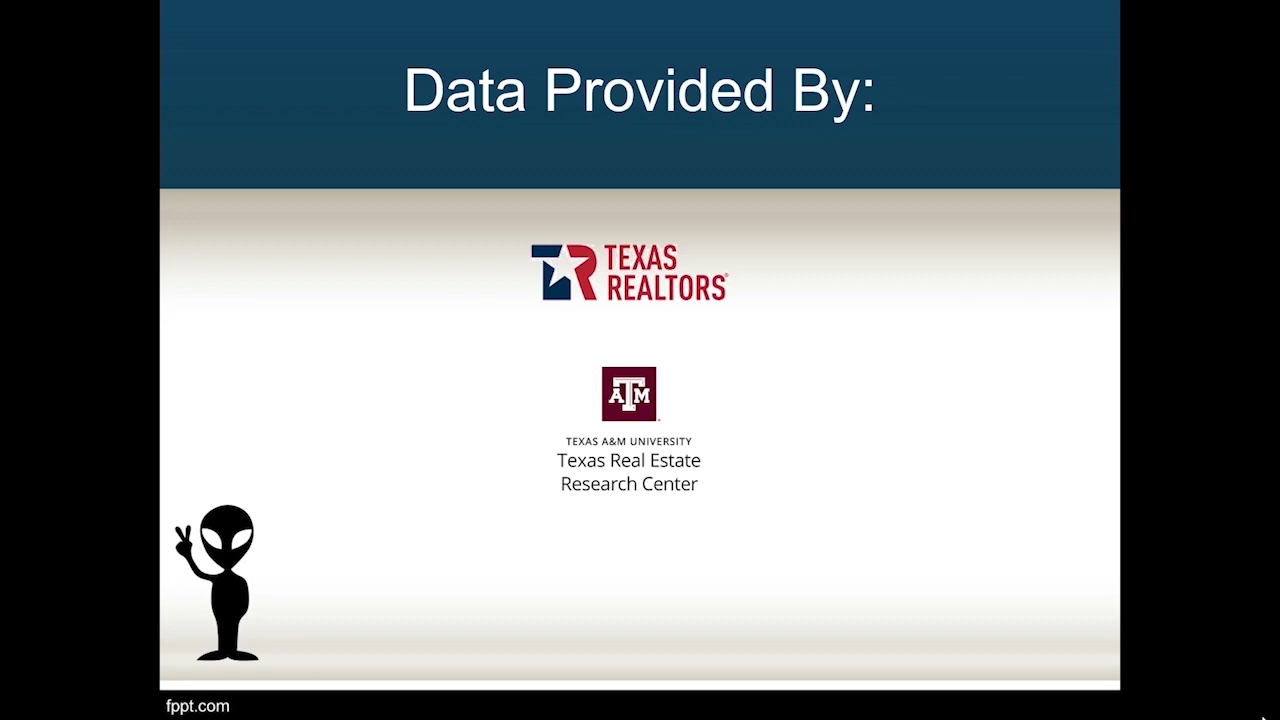 Data Provided By:
TEXAS
REALTORS®
ATM
TEXAS A&M UNIVERSITY
Texas Real Estate
Research Center
fppt.com